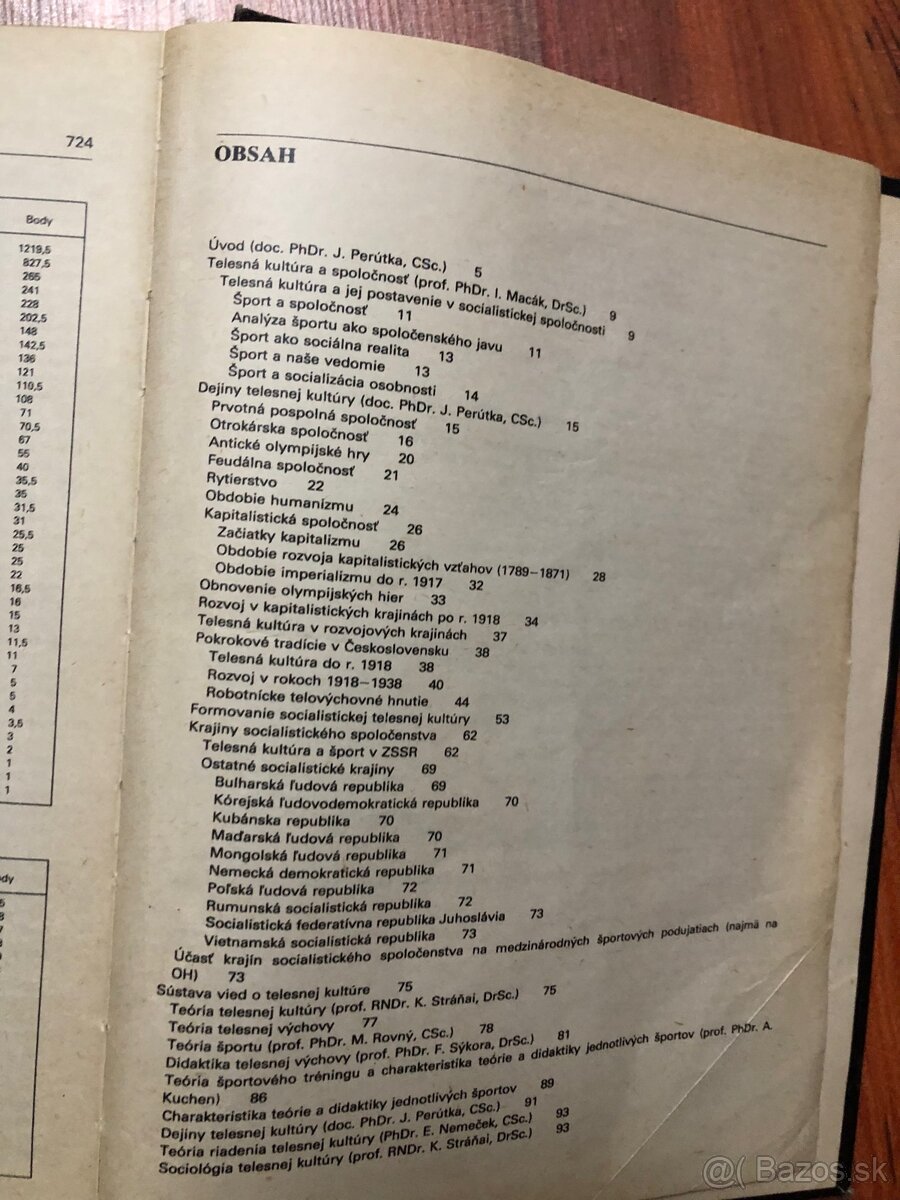 724
Body
1219,5
827,5
265
241
228
202,5
148
142,5
136
121
110,5
108
71
70,5
67
55
40
35,5
35
31,5
31
25,5
25
25
22
16,5
16
15
13
11,5
11
7
5
5
4
3,5
3
2
1
1
1
OBSAH
Úvod (doc. PhDr. J. Perútka, CSc.) 5
Telesná kultúra a spoločnosť (prof. PhDr. I. Macák, DrSc.) 9
Telesná kultúra a jej postavenie v socialistickej spoločnosti 9
Šport a spoločnosť 11
Analýza športu ako spoločenského javu 11
Šport ako sociálna realita 13
Šport a naše vedomie 13
Šport a socializácia osobnosti 14
Dejiny telesnej kultúry (doc. PhDr. J. Perútka, CSc.) 15
Prvotná pospolná spoločnosť 15
Otrokárska spoločnosť 16
Antické olympijské hry 20
Feudálna spoločnosť 21
Rytierstvo 22
Obdobie humanizmu 24
Kapitalistická spoločnosť 26
Začiatky kapitalizmu 26
Obdobie rozvoja kapitalistických vzťahov (1789–1871) 28
Obdobie imperializmu do r. 1917 32
Obnovenie olympijských hier 33
Rozvoj v kapitalistických krajinách po r. 1918 34
Telesná kultúra v rozvojových krajinách 37
Pokrokové tradície v Československu 38
Telesná kultúra do r. 1918 38
Rozvoj v rokoch 1918–1938 40
Robotnícke telovýchovné hnutie 44
Formovanie socialistickej telesnej kultúry 53
Krajiny socialistického spoločenstva 62
Telesná kultúra a šport v ZSSR 62
Ostatné socialistické krajiny 69
Bulharská ľudová republika 69
Kórejská ľudovodemokratická republika 70
Kubánska republika 70
Maďarská ľudová republika 70
Mongolská ľudová republika 71
Nemecká demokratická republika 71
Poľská ľudová republika 72
Rumunská socialistická republika 72
Socialistická federatívna republika Juhoslávia 73
Vietnamská socialistická republika 73
Účasť krajín socialistického spoločenstva na medzinárodných športových podujatiach (najmä na
OH) 73
Sústava vied o telesnej kultúre 75
Teória telesnej kultúry (prof. RNDr. K. Stráňai, DrSc.) 75
Teória telesnej výchovy 77
Teória športu (prof. PhDr. M. Rovný, CSc.) 78
Didaktika telesnej výchovy (prof. PhDr. F. Sýkora, DrSc.) 81
Teória športového tréningu a charakteristika teórie a didaktiky jednotlivých športov (prof. PhDr. A.
Kuchen) 86
Charakteristika teórie a didaktiky jednotlivých športov 89
Dejiny telesnej kultúry (doc. PhDr. J. Perútka, CSc.) 91
Teória riadenia telesnej kultúry (PhDr. E. Nemeček, CSc.) 93
Sociológia telesnej kultúry (prof. RNDr. K. Stráňai, DrSc.) 93
@( Bazos.sk